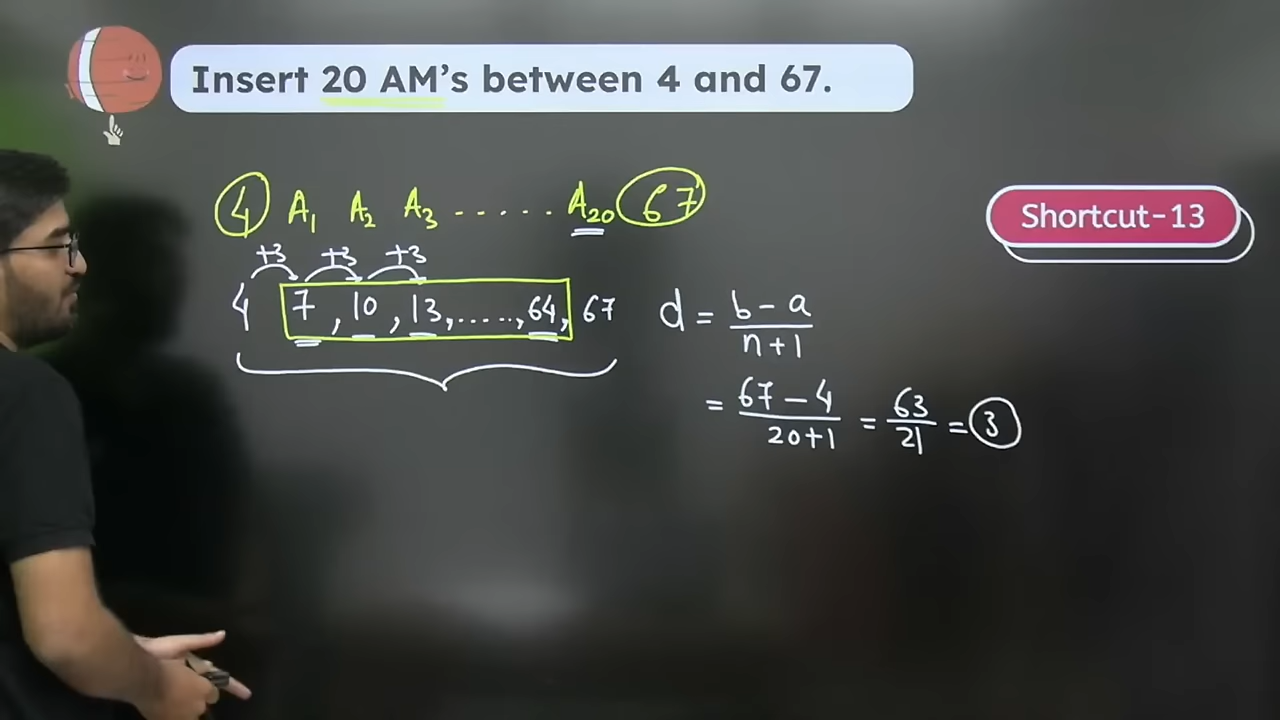 Insert 20 AM's between 4 and 67.
4 A₁ A₂ A₃ ...... A₂₀ 67
Shortcut-13
+3 +3 +3
4 7, 10, 13, ....., 64, 67
d = b - a / n + 1
= 67 - 4 / 20+1 = 63 / 21 = 3